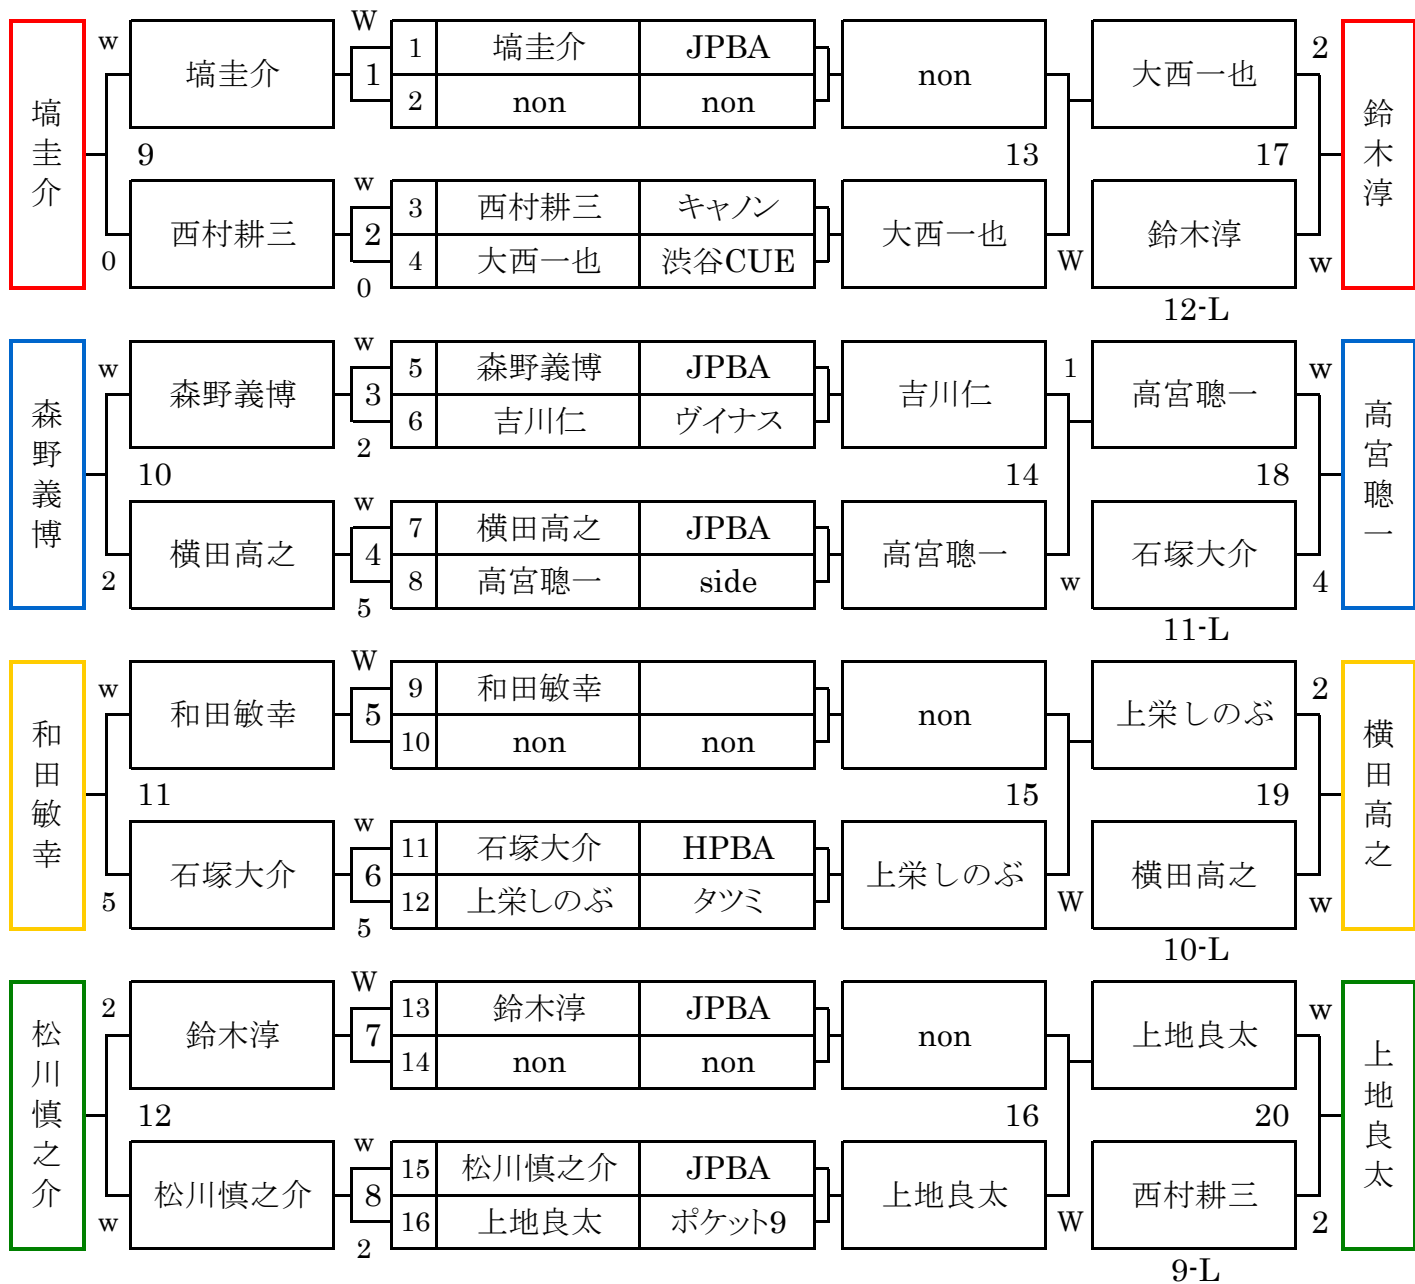 W
w
塙圭介
1
1 塙圭介 JPBA
2 non non
non
大西一也
2
塙圭介
9
13
17
鈴木淳
w
0
西村耕三
2
3 西村耕三 キャノン
4 大西一也 渋谷CUE
0
大西一也
W
鈴木淳
w
12-L
w
w
森野義博
3
5 森野義博 JPBA
6 吉川仁 ヴイナス
2
吉川仁
1
高宮聰一
w
森野義博
10
14
18
高宮聰一
w
2
横田高之
4
7 横田高之 JPBA
8 高宮聰一 side
5
高宮聰一
w
石塚大介
4
11-L
W
w
和田敏幸
5
9 和田敏幸
10 non non
non
上栄しのぶ
2
和田敏幸
11
15
19
横田高之
w
5
石塚大介
6
11 石塚大介 HPBA
12 上栄しのぶ タツミ
5
上栄しのぶ
W
横田高之
w
10-L
W
2
鈴木淳
7
13 鈴木淳 JPBA
14 non non
non
上地良太
w
松川慎之介
12
16
20
上地良太
w
w
松川慎之介
8
15 松川慎之介 JPBA
16 上地良太 ポケット9
2
上地良太
W
西村耕三
2
9-L